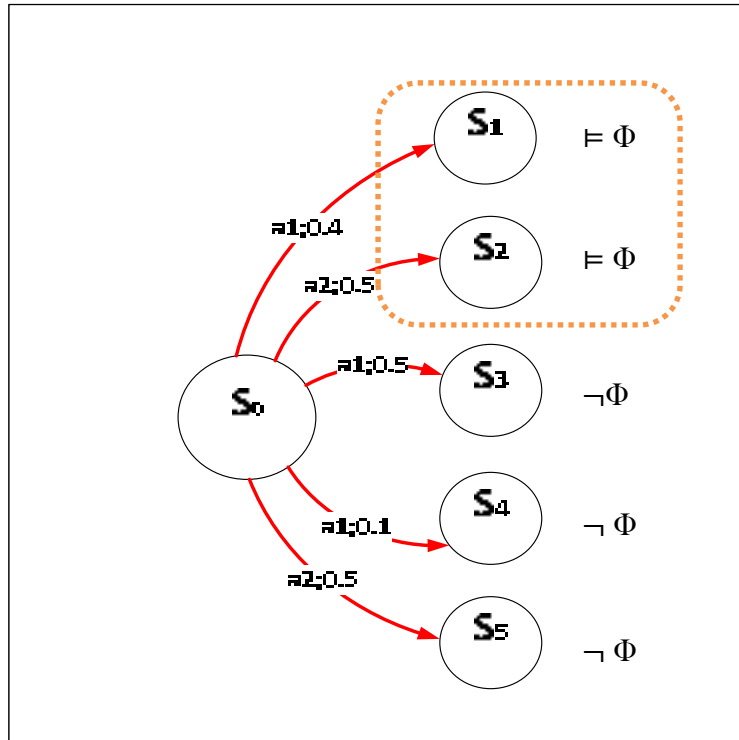 S₁ ⊨ Φ
a1;0.4
S₂ ⊨ Φ
a2;0.5
a1;0.5
S₃ ¬Φ
S₀
S₄ ¬ Φ
a1;0.1
a2;0.5
S₅ ¬ Φ